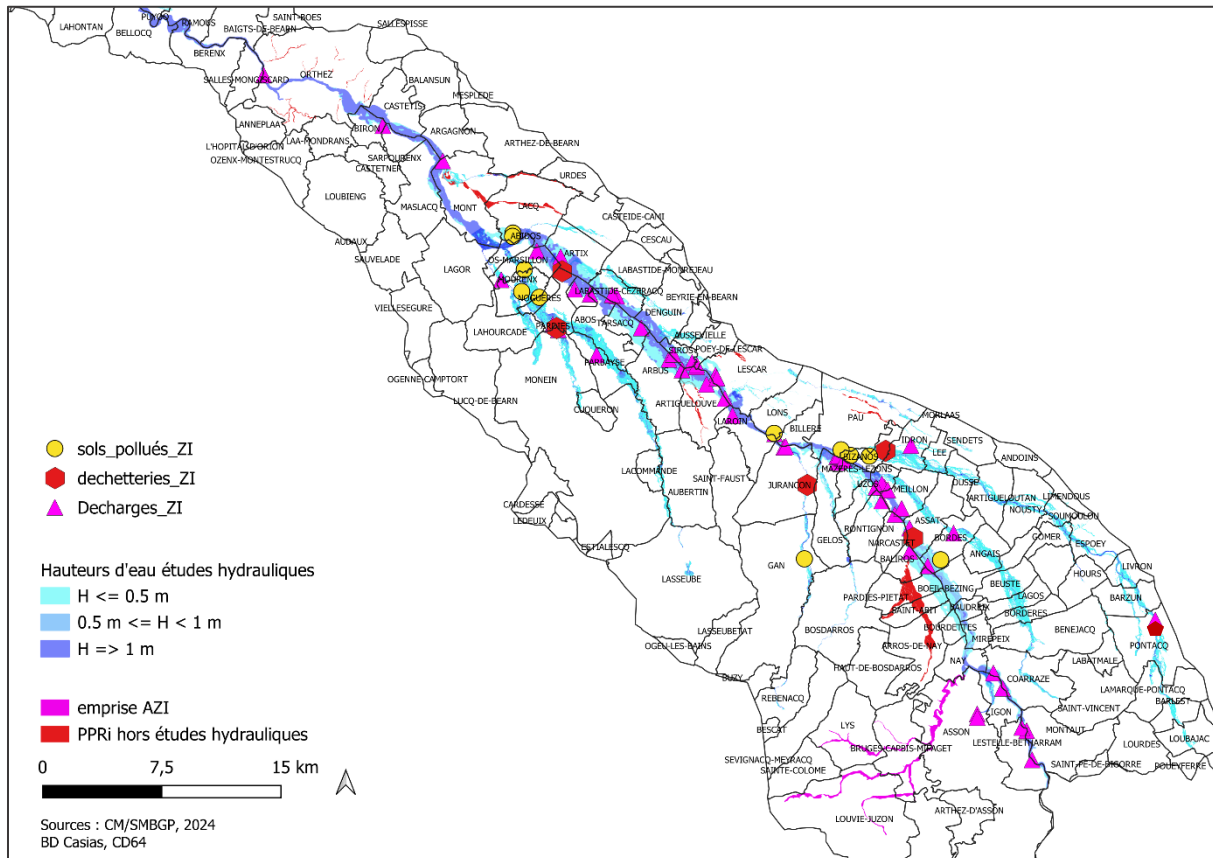 PUYOO
SAINT-BOES
LAHONTAN
RAMOUS
SALLESPISSE
BELLOCQ
BAIGTS-DE-BEARN
BERENX
ORTHEZ
SALLES-MONGISCARD
BALANSUN
MESPLEDE
CASTETIS
LANNEPLAA
BIRON
ARGAGNON
LAA-MONDRANS
ARTHEZ-DE-BEARN
L'HOPITAL-D'ORION
SARPOURENX
OZENX-MONTESTRUCQ
CASTETNER
URDES
LOUBIENG
MASLACQ
MONT
LACQ
CASTEIDE-CAMI
ABIDOS
AUDAUX
CESCAU
SAUVELADE
OS-MARSILLON
ARTIX
LAGOR
LABASTIDE-MONREJEAU
MOURENX
LABASTIDE-CEZERACQ
BEYRIE-EN-BEARN
NOGUERES
VIELLESEGURE
DENGUIN
ABOS
TARSACQ
LAHOURCADE
PARDIES
AUSSEVIELLE
SIROS
POEY-DE-LESCAR
PARBAYSE
ARBUS
LESCAR
MONEIN
OGENNE-CAMPTORT
LUCQ-DE-BEARN
ARTIGUELOUVE
CUQUERON
LAROIN
LONS
PAU
MORLAAS
BILLERE
IDRON
SENDETS
LEE
ANDOINS
BIZANOS
MAZERES-LEZONS
LACOMMANDE
SAINT-FAUST
JURANCON
UZOS
MEILLON
OUSSE
AUBERTIN
ARTIGUELOUTAN
LIMENDOUS
NOUSTY
SOUMOULOU
CARDESSE
LEDEUIX
RONTIGNON
ASSAT
ESTIALESCQ
GELOS
NARCASTET
BORDES
GOMER
ESPOEY
GAN
BALIROS
ANGAIS
LIVRON
LASSEUBE
BOEIL-BEZING
BEUSTE
HOURS
PARDIES-PIETAT
LAGOS
BARZUN
SAINT-ABIT
BAUDREIX
BORDERES
LASSEUBETAT
BOSDARROS
BOURDETTES
BENEJACQ
MIREPEIX
PONTACQ
OGEU-LES-BAINS
ARROS-DE-NAY
NAY
LABATMALE
BUZY
HAUT-DE-BOSDARROS
COARRAZE
LAMARQUE-PONTACQ
REBENACQ
SAINT-VINCENT
BARLEST
IGON
BESCAT
LYS
ASSON
MONTAUT
LOUBAJAC
BRUGES-CAPBIS-MIFAGET
LESTELLE-BETHARRAM
LOURDES
SEVIGNACQ-MEYRACQ
SAINT-PE-DE-BIGORRE
POUEYFERRE
SAINTE-COLOME
ARTHEZ-D'ASSON
LOUVIE-JUZON
sols_pollués_ZI
dechetteries_ZI
Decharges_ZI
Hauteurs d'eau études hydrauliques
H <= 0.5 m
0.5 m <= H < 1 m
H => 1 m
emprise AZI
PPRi hors études hydrauliques
0 7,5 15 km
Sources : CM/SMBGP, 2024
BD Casias, CD64